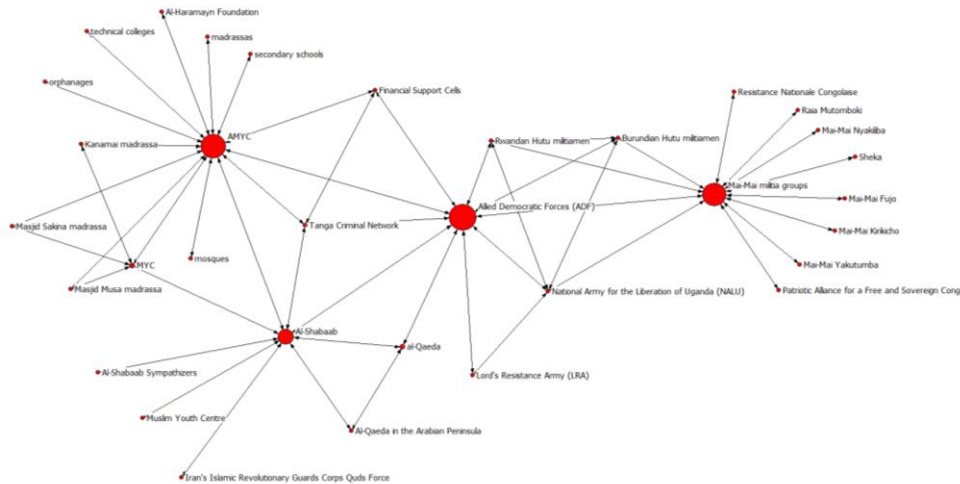 Al-Haramayn Foundation
technical colleges
madrassas
secondary schools
orphanages
Financial Support Cells
Resistance Nationale Congolaise
Raia Mutomboki
AMYC
Mai-Mai Nyakiliba
Rwandan Hutu militiamen
Burundan Hutu militiamen
Kanamai madrassa
Sheka
Mai-Mai militia groups
Mai-Mai Fujo
Allied Democratic Forces (ADF)
Masjid Sakina madrassa
Tanga Criminal Network
Mai-Mai Kirikicho
mosques
MYC
Mai-Mai Yakutumba
Masjid Musa madrassa
National Army for the Liberation of Uganda (NALU)
Patriotic Alliance for a Free and Sovereign Cong
Al-Shabaab
al-Qaeda
Al-Shabaab Sympathizers
Lord's Resistance Army (LRA)
Muslim Youth Centre
Al-Qaeda in the Arabian Peninsula
Iran's Islamic Revolutionary Guards Corps Quds Force